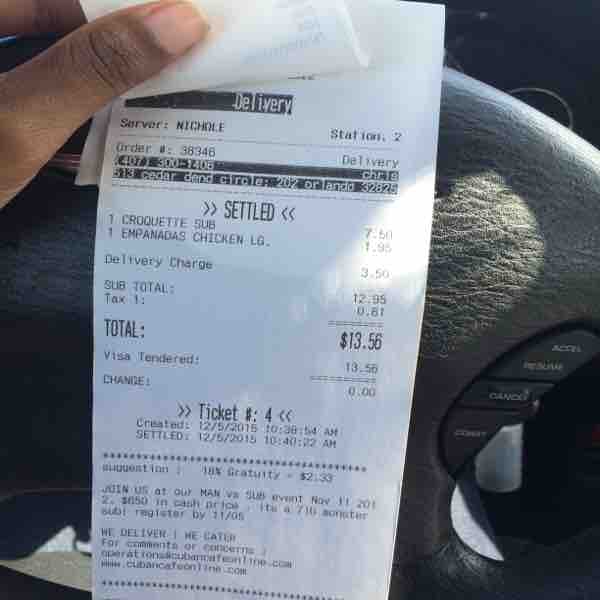 Delivery
Server: NICHOLE
Station. 2
Order #: 38346 Delivery
(407) 300-1406 chris
513 cedar dend circle: 202 orlando 32825
>> SETTLED <<
1 CROQUETTE SUB 7.50
1 EMPANADAS CHICKEN LG. 1.95
Delivery Charge 3.50
SUB TOTAL: 12.95
Tax 1: 0.61
TOTAL: $13.56
Visa Tendered: 13.56
CHANGE: 0.00
>> Ticket #: 4 <<
Created: 12/5/2015 10:38:54 AM
SETTLED: 12/5/2015 10:40:22 AM
suggestion : 18% Gratuity = $2.33
JOIN US at our MAN vs SUB event Nov 11 201
2. $650 in cash price . its a 7lb monster
sub! register by 11/05
WE DELIVER | WE CATER
For comments or concerns :
operations@cubancafeonline.com
www.cubancafeonline.com
ACCEL
RESUME
CANCEL
COAST